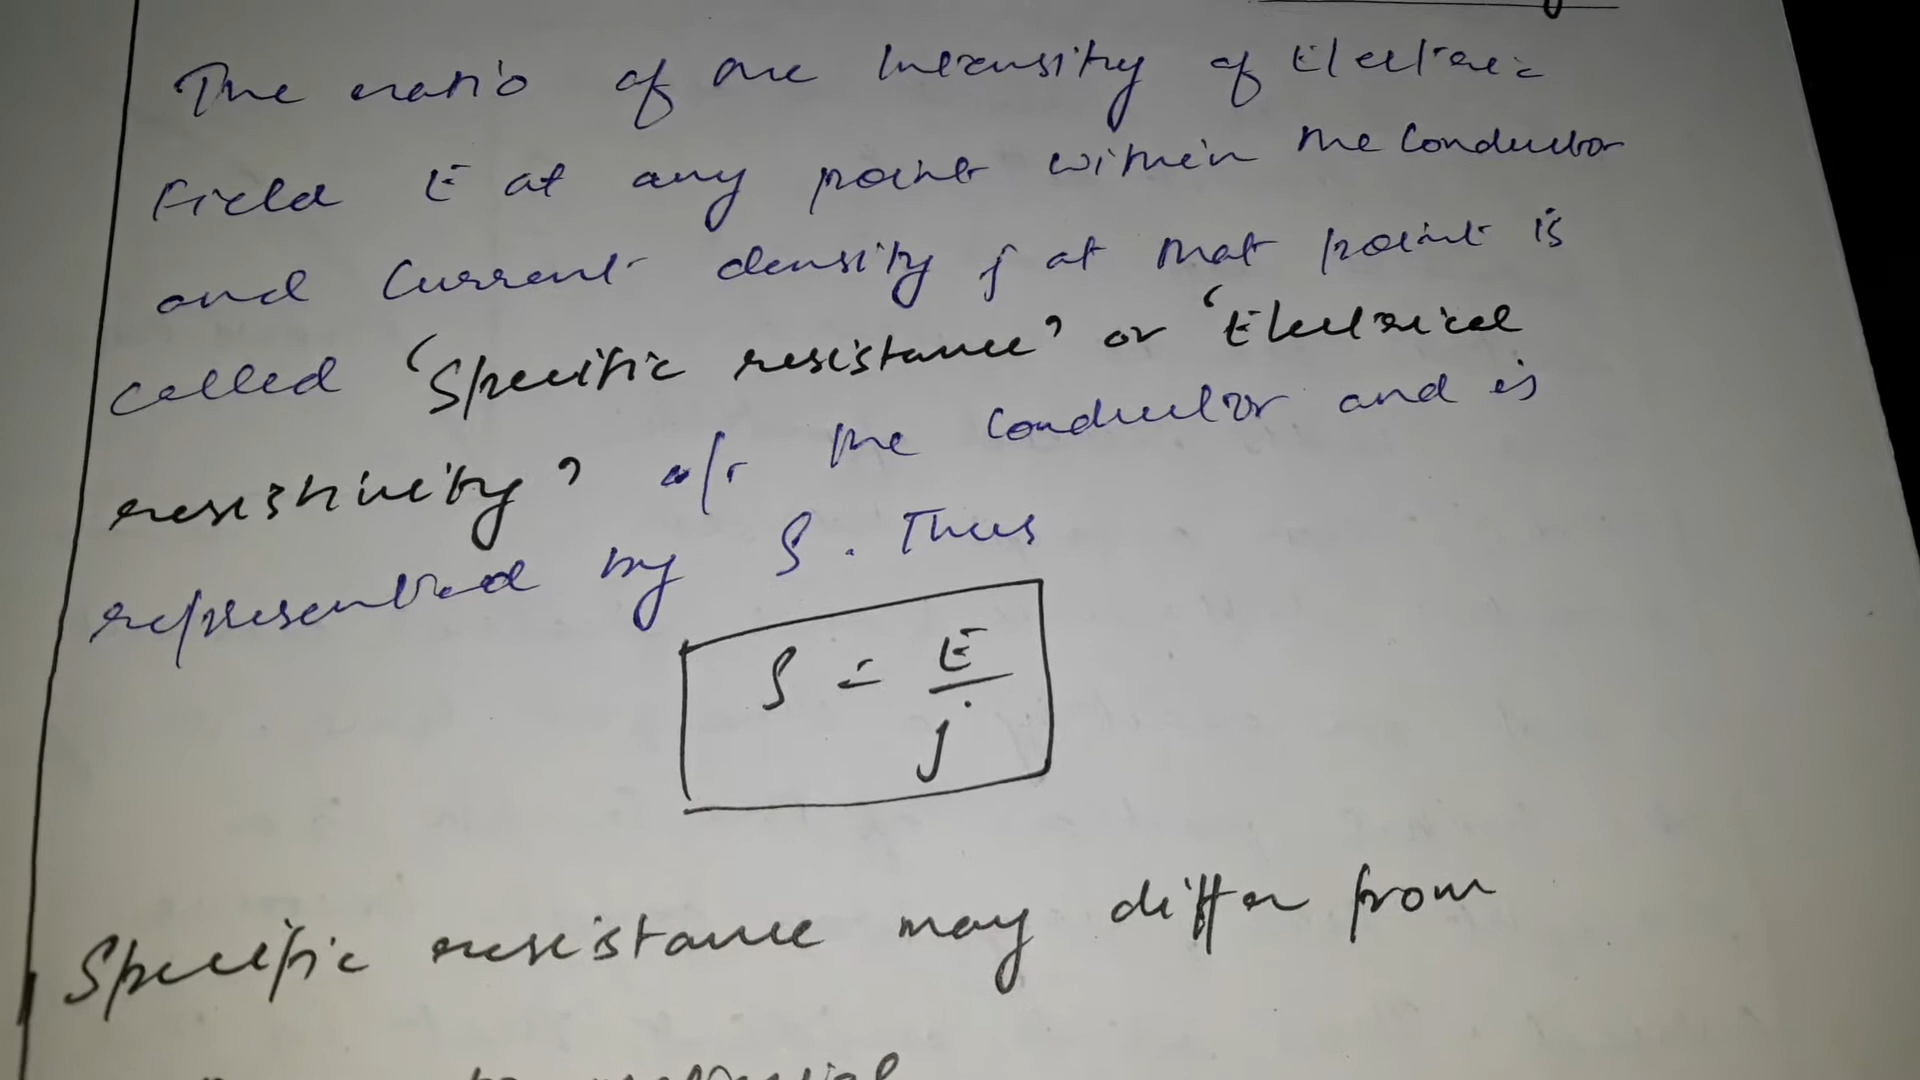 The ratio of the Intensity of Electric
Field E at any point within the Conductor
and Current density j at that point is
called 'Specific resistance' or 'Electrical
resistivity' of the Conductor and is
represented by ρ. Thus
ρ = E/j
Specific resistance may differ from